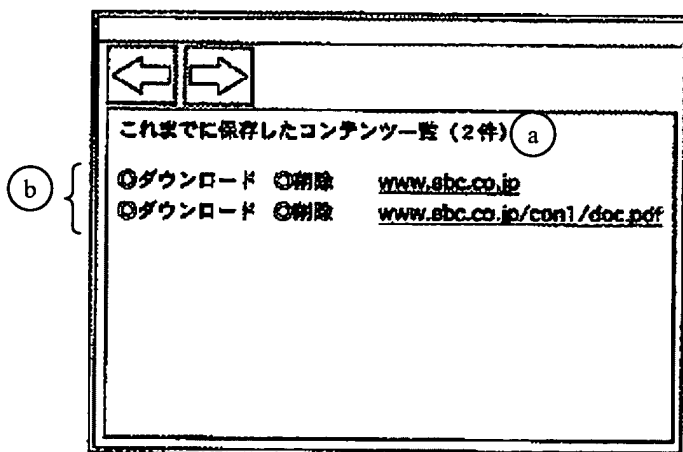 これまでに保存したコンテンツ一覧（2件）
a
b
◎ダウンロード ◎削除 www.abc.co.jp
◎ダウンロード ◎削除 www.abc.co.jp/con1/doc.pdf